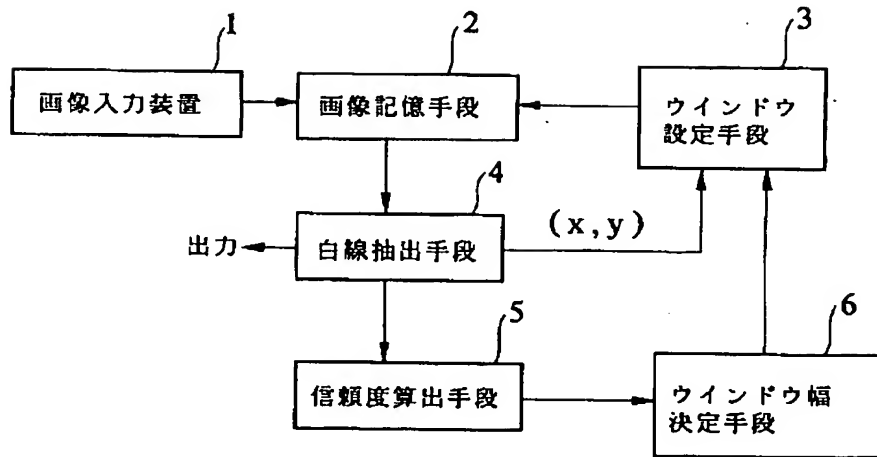 1
2
3
画像入力装置
画像記憶手段
ウインドウ
設定手段
4
(x,y)
出力
白線抽出手段
5
6
信頼度算出手段
ウインドウ幅
決定手段